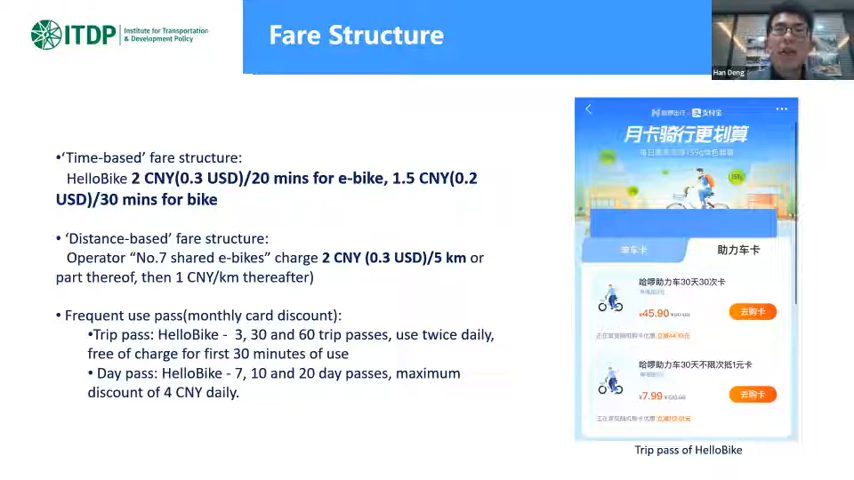 ITDP
Institute for Transportation
& Development Policy
Fare Structure
Han Deng
•‘Time-based’ fare structure:
HelloBike 2 CNY(0.3 USD)/20 mins for e-bike, 1.5 CNY(0.2
USD)/30 mins for bike
• ‘Distance-based’ fare structure:
Operator “No.7 shared e-bikes” charge 2 CNY (0.3 USD)/5 km or
part thereof, then 1 CNY/km thereafter)
• Frequent use pass(monthly card discount):
•Trip pass: HelloBike - 3, 30 and 60 trip passes, use twice daily,
free of charge for first 30 minutes of use
• Day pass: HelloBike - 7, 10 and 20 day passes, maximum
discount of 4 CNY daily.
支付宝
月卡骑行更划算
单车卡
助力车卡
哈啰助力车30天30次卡
¥45.90
去购卡
哈啰助力车30天不限次抵1元卡
¥7.99
去购卡
Trip pass of HelloBike